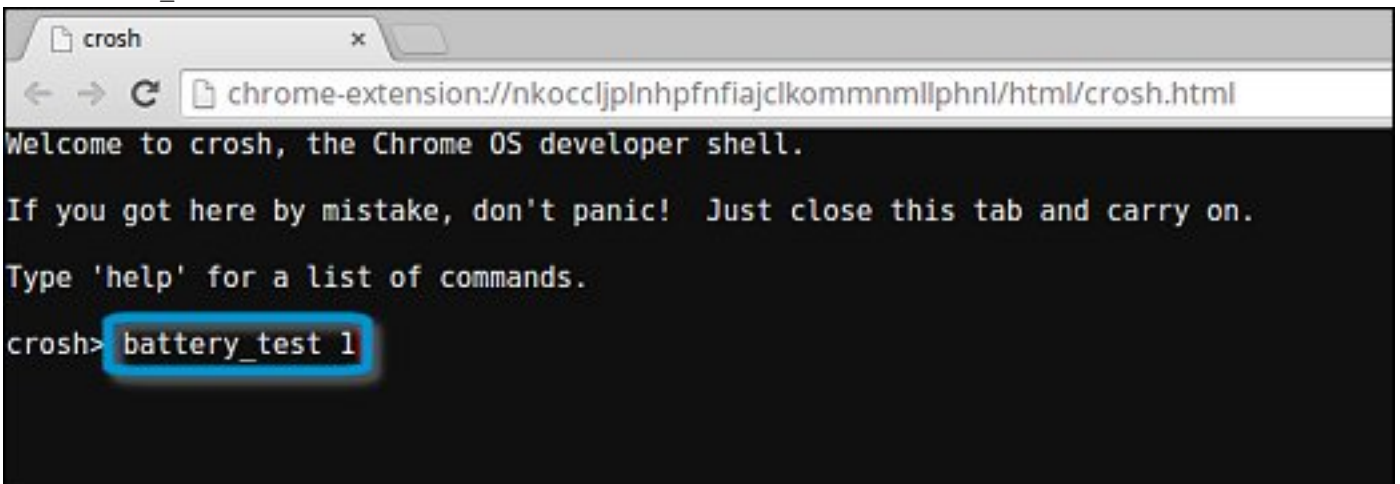 crosh
chrome-extension://nkoccljplnhpfnfiajclkommnmllphnl/html/crosh.html
Welcome to crosh, the Chrome OS developer shell.
If you got here by mistake, don't panic!  Just close this tab and carry on.
Type 'help' for a list of commands.
crosh> battery_test 1